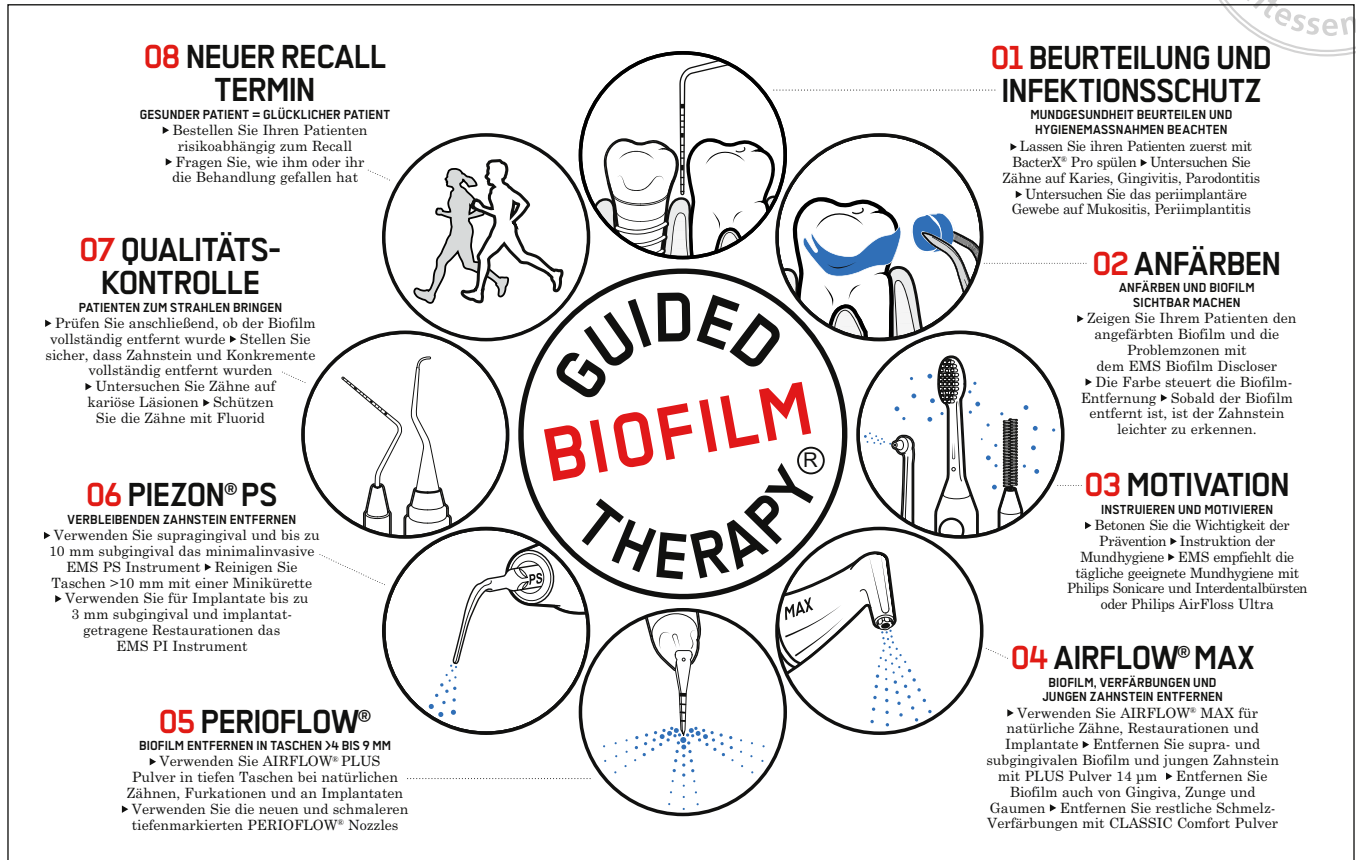 GUIDED
BIOFILM
THERAPY®
01 BEURTEILUNG UND
INFEKTIONSSCHUTZ
MUNDGESUNDHEIT BEURTEILEN UND
HYGIENEMASSNAHMEN BEACHTEN
▸ Lassen Sie ihren Patienten zuerst mit
BacterX® Pro spülen ▸ Untersuchen Sie
Zähne auf Karies, Gingivitis, Parodontitis
▸ Untersuchen Sie das periimplantäre
Gewebe auf Mukositis, Periimplantitis
02 ANFÄRBEN
ANFÄRBEN UND BIOFILM
SICHTBAR MACHEN
▸ Zeigen Sie Ihrem Patienten den
angefärbten Biofilm und die
Problemzonen mit
dem EMS Biofilm Discloser
▸ Die Farbe steuert die Biofilm-
Entfernung ▸ Sobald der Biofilm
entfernt ist, ist der Zahnstein
leichter zu erkennen.
03 MOTIVATION
INSTRUIEREN UND MOTIVIEREN
▸ Betonen Sie die Wichtigkeit der
Prävention ▸ Instruktion der
Mundhygiene ▸ EMS empfiehlt die
tägliche geeignete Mundhygiene mit
Philips Sonicare und Interdentalbürsten
oder Philips AirFloss Ultra
MAX
04 AIRFLOW® MAX
BIOFILM, VERFÄRBUNGEN UND
JUNGEN ZAHNSTEIN ENTFERNEN
▸ Verwenden Sie AIRFLOW® MAX für
natürliche Zähne, Restaurationen und
Implantate ▸ Entfernen Sie supra- und
subgingivalen Biofilm und jungen Zahnstein
mit PLUS Pulver 14 µm ▸ Entfernen Sie
Biofilm auch von Gingiva, Zunge und
Gaumen ▸ Entfernen Sie restliche Schmelz-
Verfärbungen mit CLASSIC Comfort Pulver
05 PERIOFLOW®
BIOFILM ENTFERNEN IN TASCHEN >4 BIS 9 MM
▸ Verwenden Sie AIRFLOW® PLUS
Pulver in tiefen Taschen bei natürlichen
Zähnen, Furkationen und an Implantaten
▸ Verwenden Sie die neuen und schmaleren
tiefenmarkierten PERIOFLOW® Nozzles
PS
06 PIEZON® PS
VERBLEIBENDEN ZAHNSTEIN ENTFERNEN
▸ Verwenden Sie supragingival und bis zu
10 mm subgingival das minimalinvasive
EMS PS Instrument ▸ Reinigen Sie
Taschen >10 mm mit einer Miniküretten
▸ Verwenden Sie für Implantate bis zu
3 mm subgingival und implantat-
getragene Restaurationen das
EMS PI Instrument
07 QUALITÄTS-
KONTROLLE
PATIENTEN ZUM STRAHLEN BRINGEN
▸ Prüfen Sie anschließend, ob der Biofilm
vollständig entfernt wurde ▸ Stellen Sie
sicher, dass Zahnstein und Konkremente
vollständig entfernt wurden
▸ Untersuchen Sie Zähne auf
kariöse Läsionen ▸ Schützen
Sie die Zähne mit Fluorid
08 NEUER RECALL
TERMIN
GESUNDER PATIENT = GLÜCKLICHER PATIENT
▸ Bestellen Sie Ihren Patienten
risikoabhängig zum Recall
▸ Fragen Sie, wie ihm oder ihr
die Behandlung gefallen hat